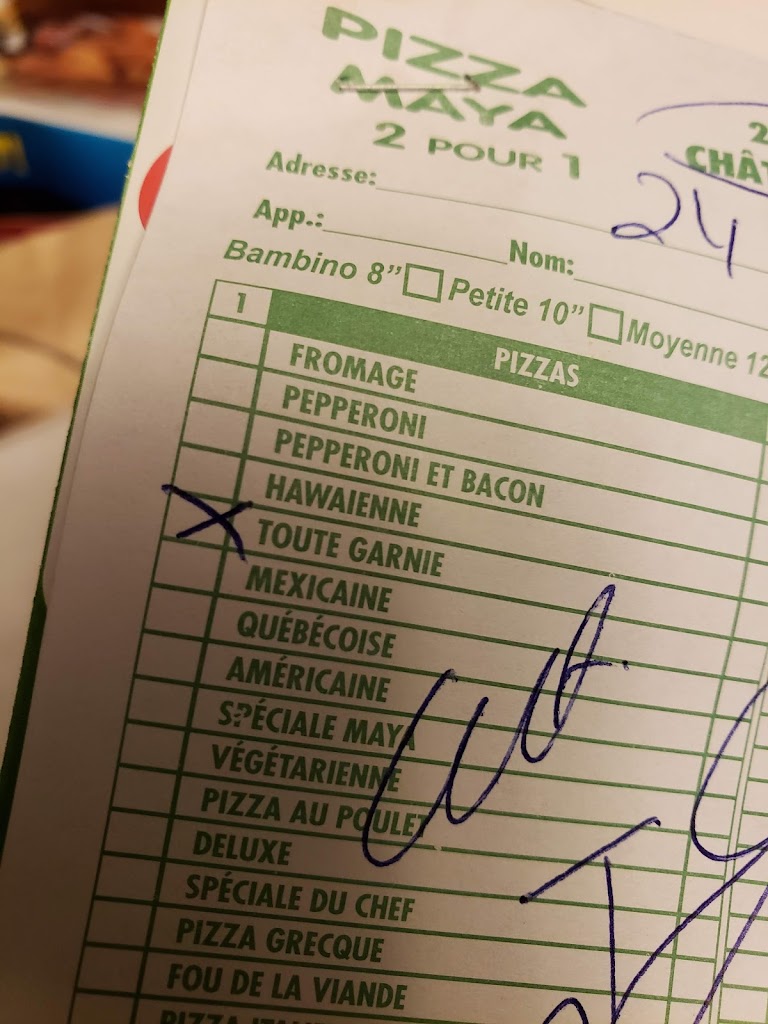 PIZZA
MAYA
2 POUR 1
2
CHÂT
24
Adresse:
App.: Nom:
Bambino 8" Petite 10" Moyenne 12
1 PIZZAS
FROMAGE
PEPPERONI
PEPPERONI ET BACON
HAWAIENNE
X TOUTE GARNIE
MEXICAINE
QUÉBÉCOISE
AMÉRICAINE
SPÉCIALE MAYA
VÉGÉTARIENNE
PIZZA AU POULET
DELUXE
SPÉCIALE DU CHEF
PIZZA GRECQUE
FOU DE LA VIANDE